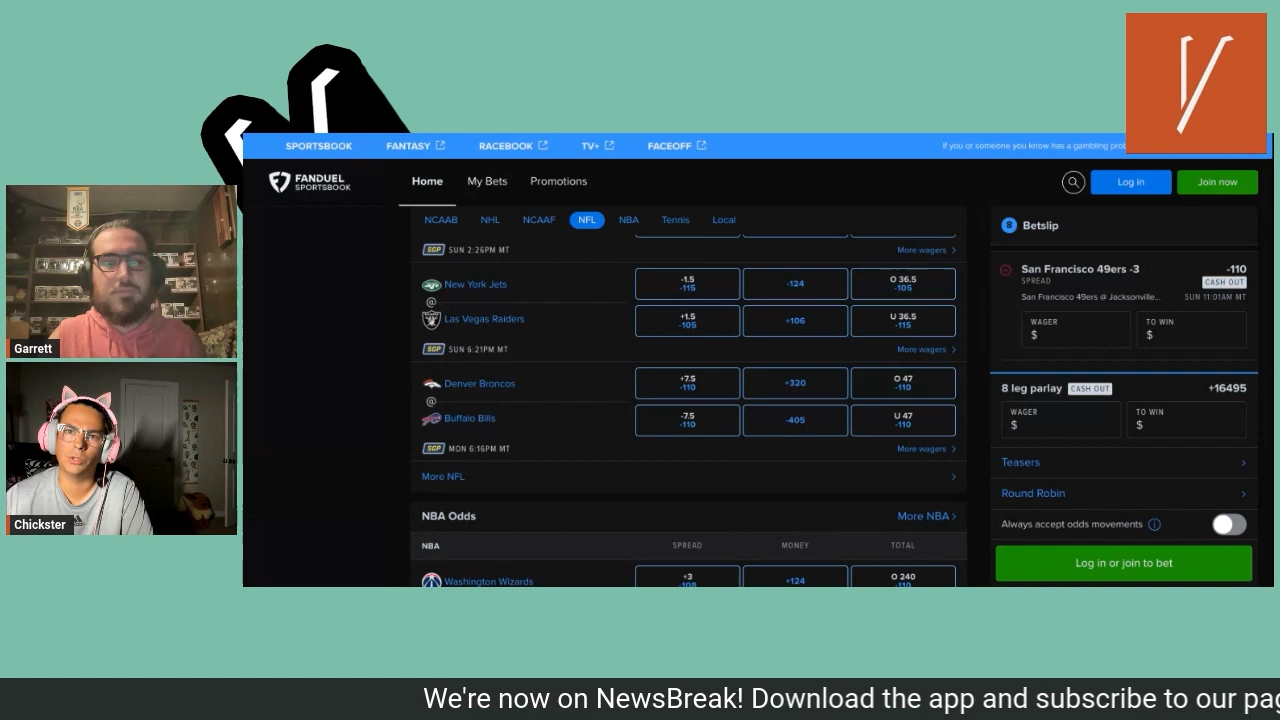 SPORTSBOOK FANTASY RACEBOOK TV+ FACEOFF
If you or someone you know has a gambling
FANDUEL
SPORTSBOOK
Home My Bets Promotions
Log in Join now
NCAAB NHL NCAAF NFL NBA Tennis Local
SGP SUN 2:26PM MT More wagers >
New York Jets -1.5 -115 -124 O 36.5 -105
@
Las Vegas Raiders +1.5 -105 +106 U 36.5 -115
SGP SUN 6:21PM MT More wagers >
Denver Broncos +7.5 -110 +320 O 47 -110
@
Buffalo Bills -7.5 -110 -405 U 47 -110
SGP MON 6:16PM MT More wagers >
More NFL >
NBA Odds More NBA >
NBA SPREAD MONEY TOTAL
Washington Wizards +3 -108 +124 O 240 -110
8 Betslip
San Francisco 49ers -3 -110
SPREAD CASH OUT
San Francisco 49ers @ Jacksonville... SUN 11:01AM MT
WAGER TO WIN
$ $
8 leg parlay CASH OUT +16495
WAGER TO WIN
$ $
Teasers >
Round Robin >
Always accept odds movements
Log in or join to bet
Garrett
Chickster
We're now on NewsBreak! Download the app and subscribe to our